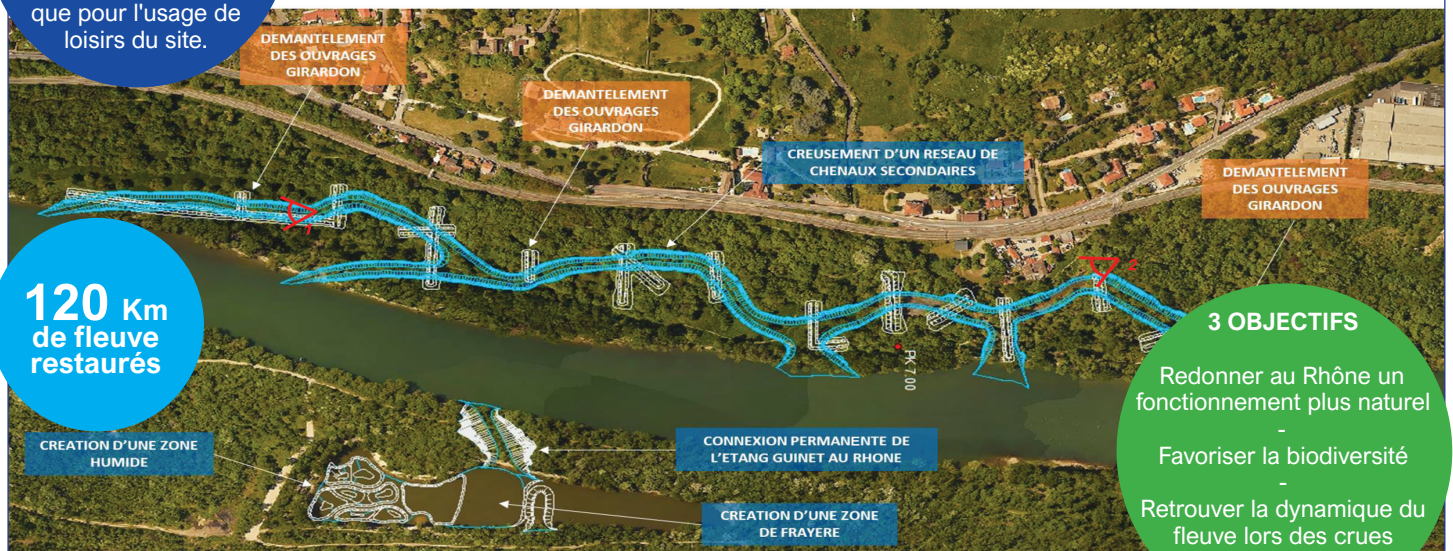 que pour l'usage de
loisirs du site.
DEMANTELEMENT
DES OUVRAGES
GIRARDON
DEMANTELEMENT
DES OUVRAGES
GIRARDON
CREUSEMENT D'UN RESEAU DE
CHENAUX SECONDAIRES
DEMANTELEMENT
DES OUVRAGES
GIRARDON
1
2
PK 7.00
120 Km
de fleuve
restaurés
3 OBJECTIFS
Redonner au Rhône un
fonctionnement plus naturel
-
Favoriser la biodiversité
-
Retrouver la dynamique du
fleuve lors des crues
CREATION D'UNE ZONE
HUMIDE
CONNEXION PERMANENTE DE
L'ETANG GUINET AU RHONE
CREATION D'UNE ZONE
DE FRAYERE